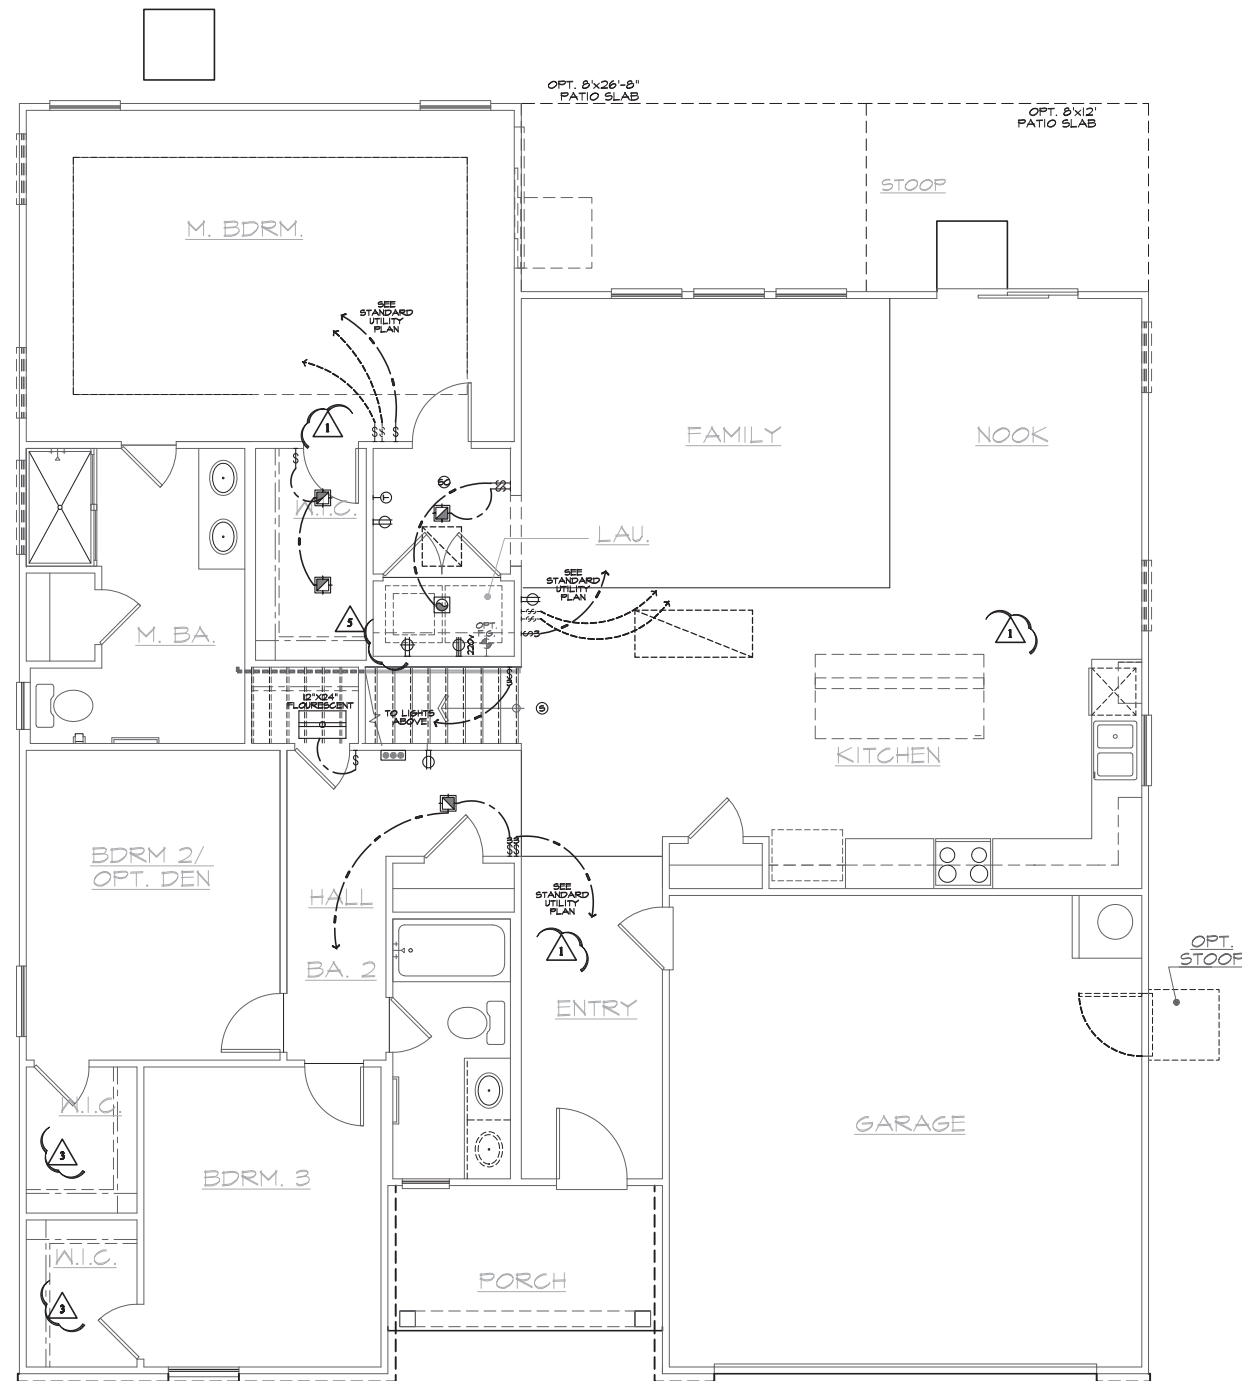 OPT. 8'x26'-8"
PATIO SLAB
OPT. 8'x12'
PATIO SLAB
STOOP
M. BDRM.
SEE
STANDARD
UTILITY
PLAN
1
FAMILY
NOOK
W.I.C.
T
LAU.
SEE
STANDARD
UTILITY
PLAN
5
OPT.
220V
M. BA.
1
12"x24"
FLOURESCENT
TO LIGHTS
ABOVE
S
KITCHEN
BDRM 2/
OPT. DEN
HALL
SEE
STANDARD
UTILITY
PLAN
1
BA. 2
OPT.
STOOP
ENTRY
W.I.C.
3
GARAGE
BDRM. 3
W.I.C.
3
PORCH